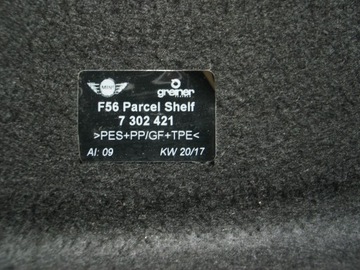 MINI greiner
F56 Parcel Shelf
7 302 421
>PES+PP/GF+TPE<
AI: 09 KW 20/17